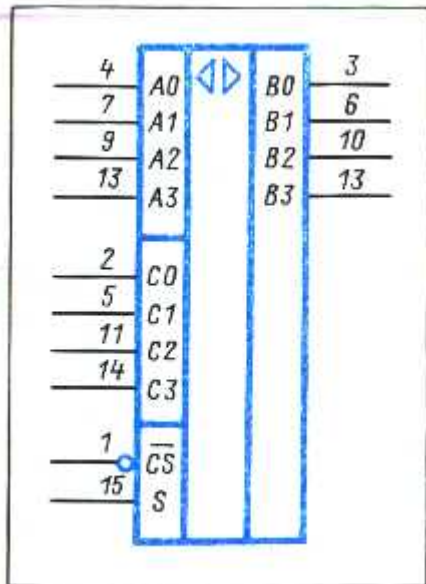 4 A0 B0 3
7 A1 B1 6
9 A2 B2 10
13 A3 B3 13
2 C0
5 C1
11 C2
14 C3
1 C̅S̅
15 S